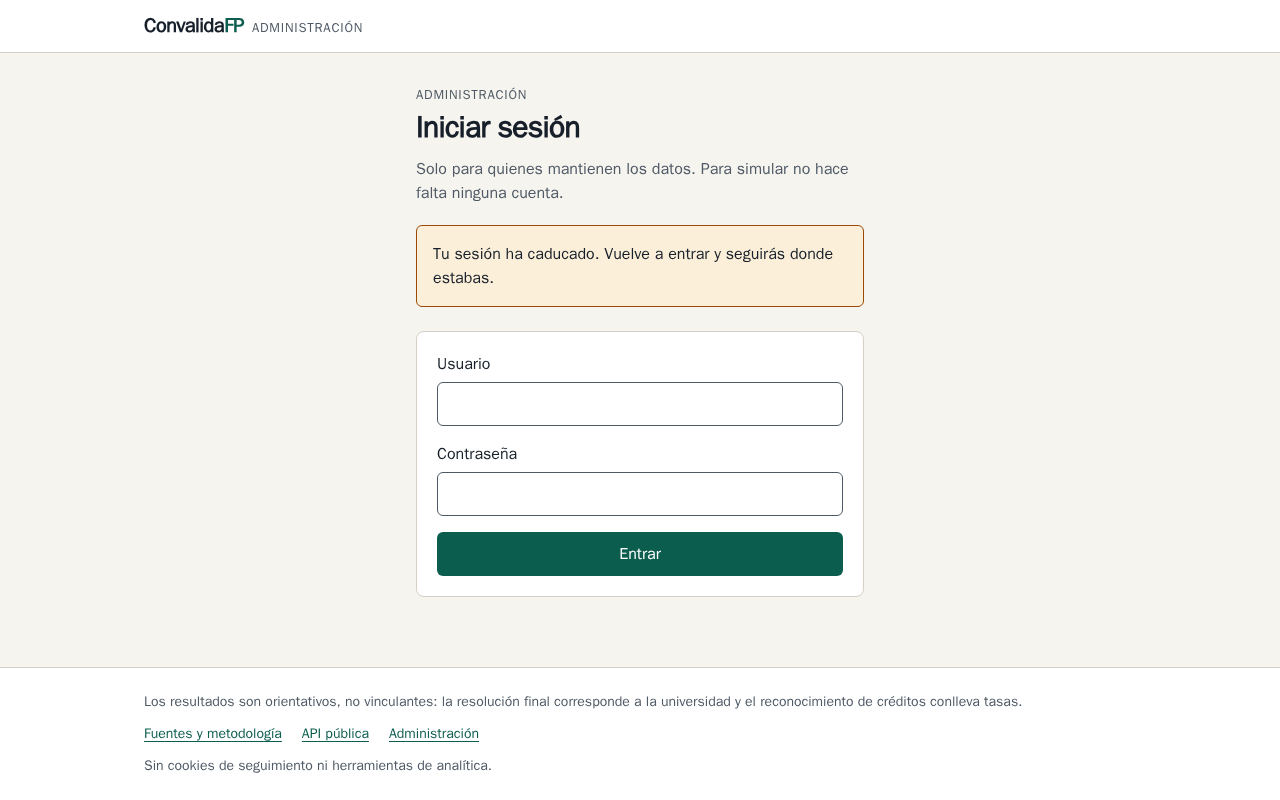 ConvalidaFP ADMINISTRACIÓN
ADMINISTRACIÓN
Iniciar sesión
Solo para quienes mantienen los datos. Para simular no hace
falta ninguna cuenta.
Tu sesión ha caducado. Vuelve a entrar y seguirás donde
estabas.
Usuario
Contraseña
Entrar
Los resultados son orientativos, no vinculantes: la resolución final corresponde a la universidad y el reconocimiento de créditos conlleva tasas.
Fuentes y metodología API pública Administración
Sin cookies de seguimiento ni herramientas de analítica.